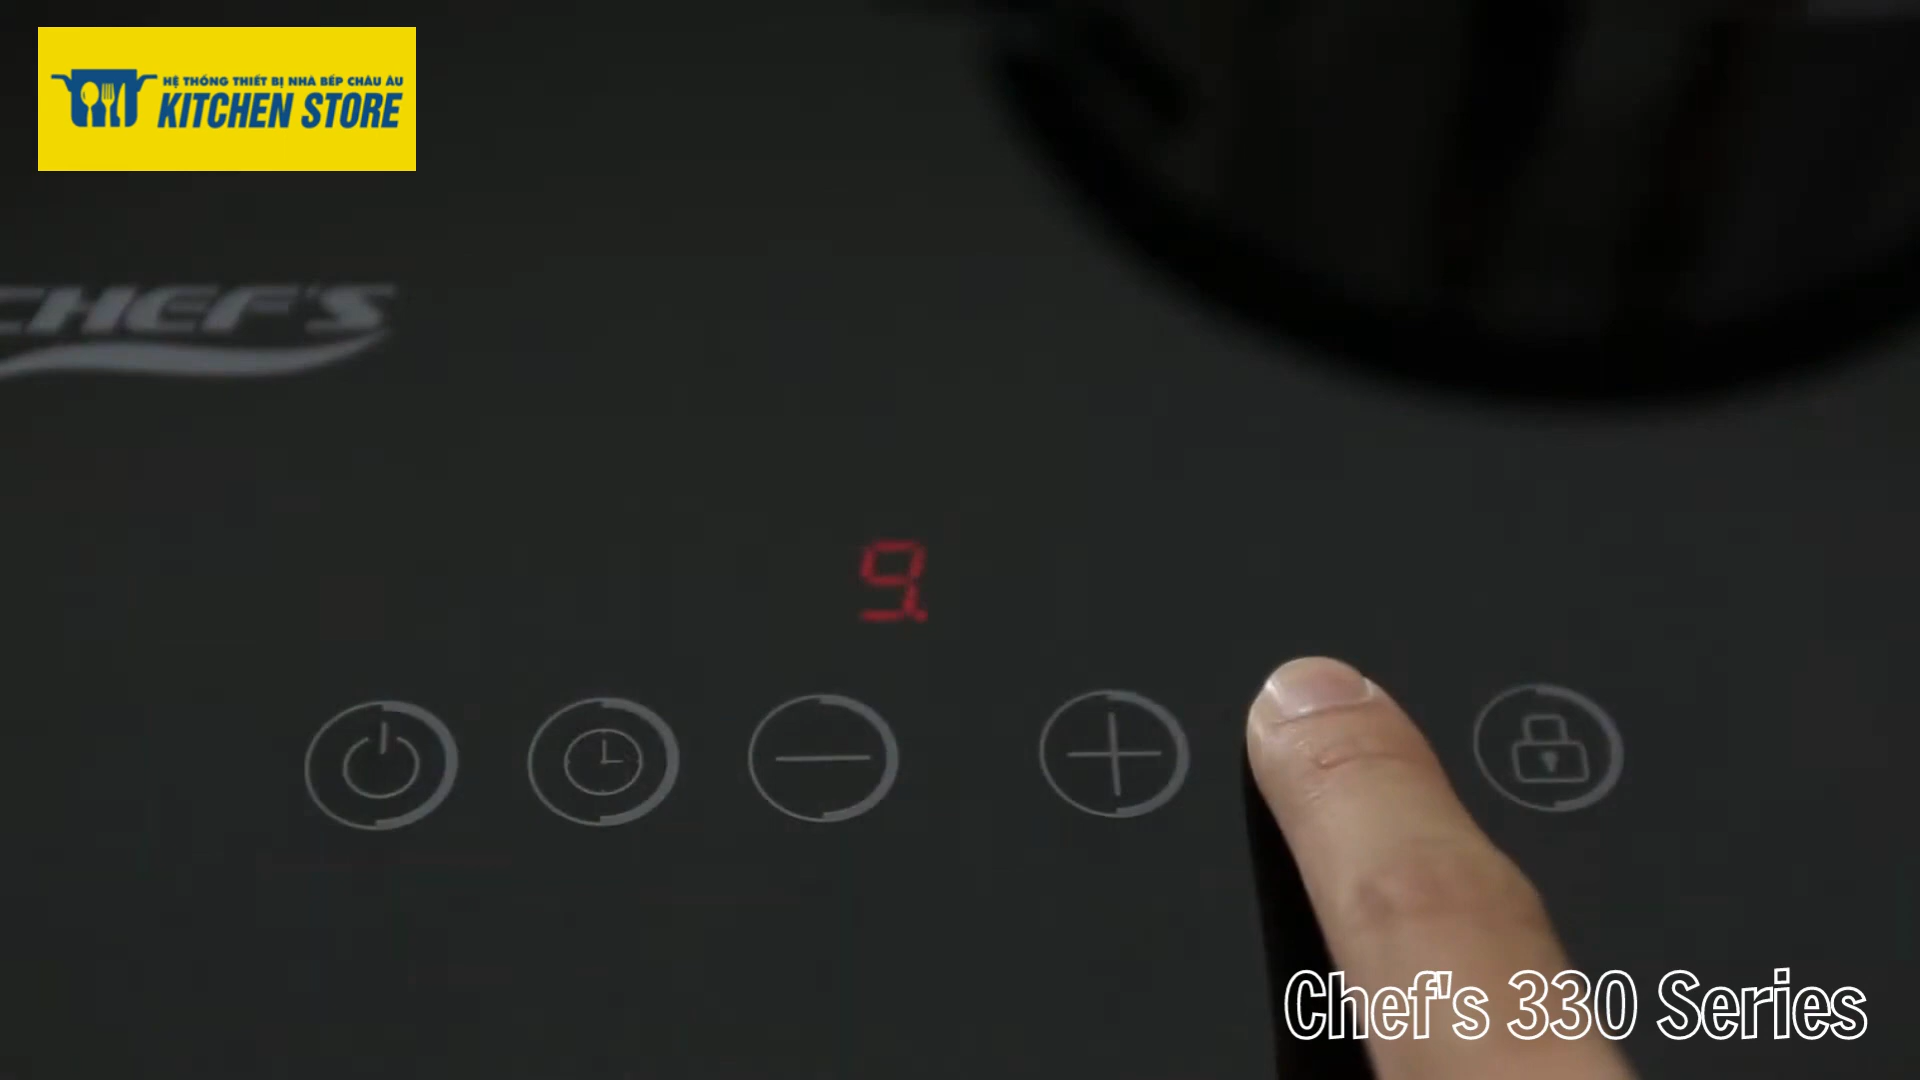 HỆ THỐNG THIẾT BỊ NHÀ BẾP CHÂU ÂU
KITCHEN STORE
CHEF'S
9.
Chef's 330 Series